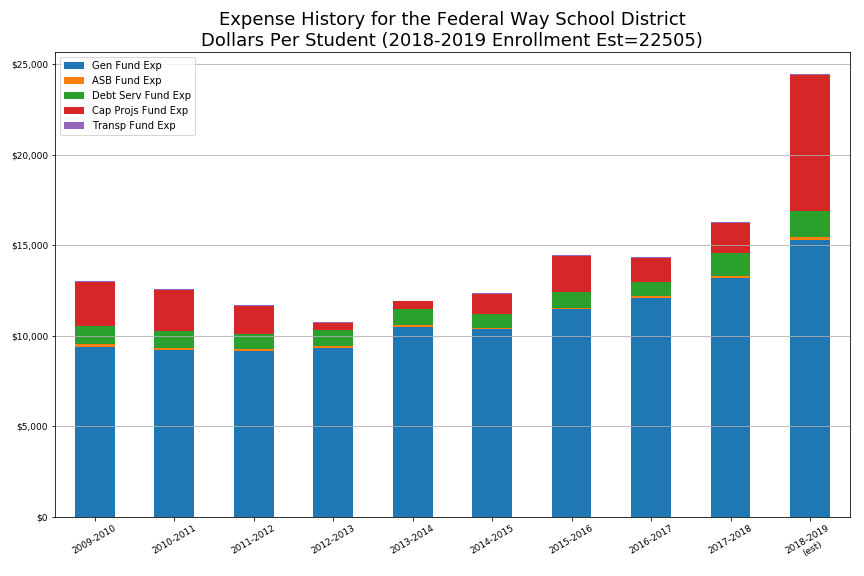 Expense History for the Federal Way School District
Dollars Per Student (2018-2019 Enrollment Est=22505)
Gen Fund Exp
ASB Fund Exp
Debt Serv Fund Exp
Cap Projs Fund Exp
Transp Fund Exp
$25,000
$20,000
$15,000
$10,000
$5,000
$0
2009-2010
2010-2011
2011-2012
2012-2013
2013-2014
2014-2015
2015-2016
2016-2017
2017-2018
2018-2019
(est)